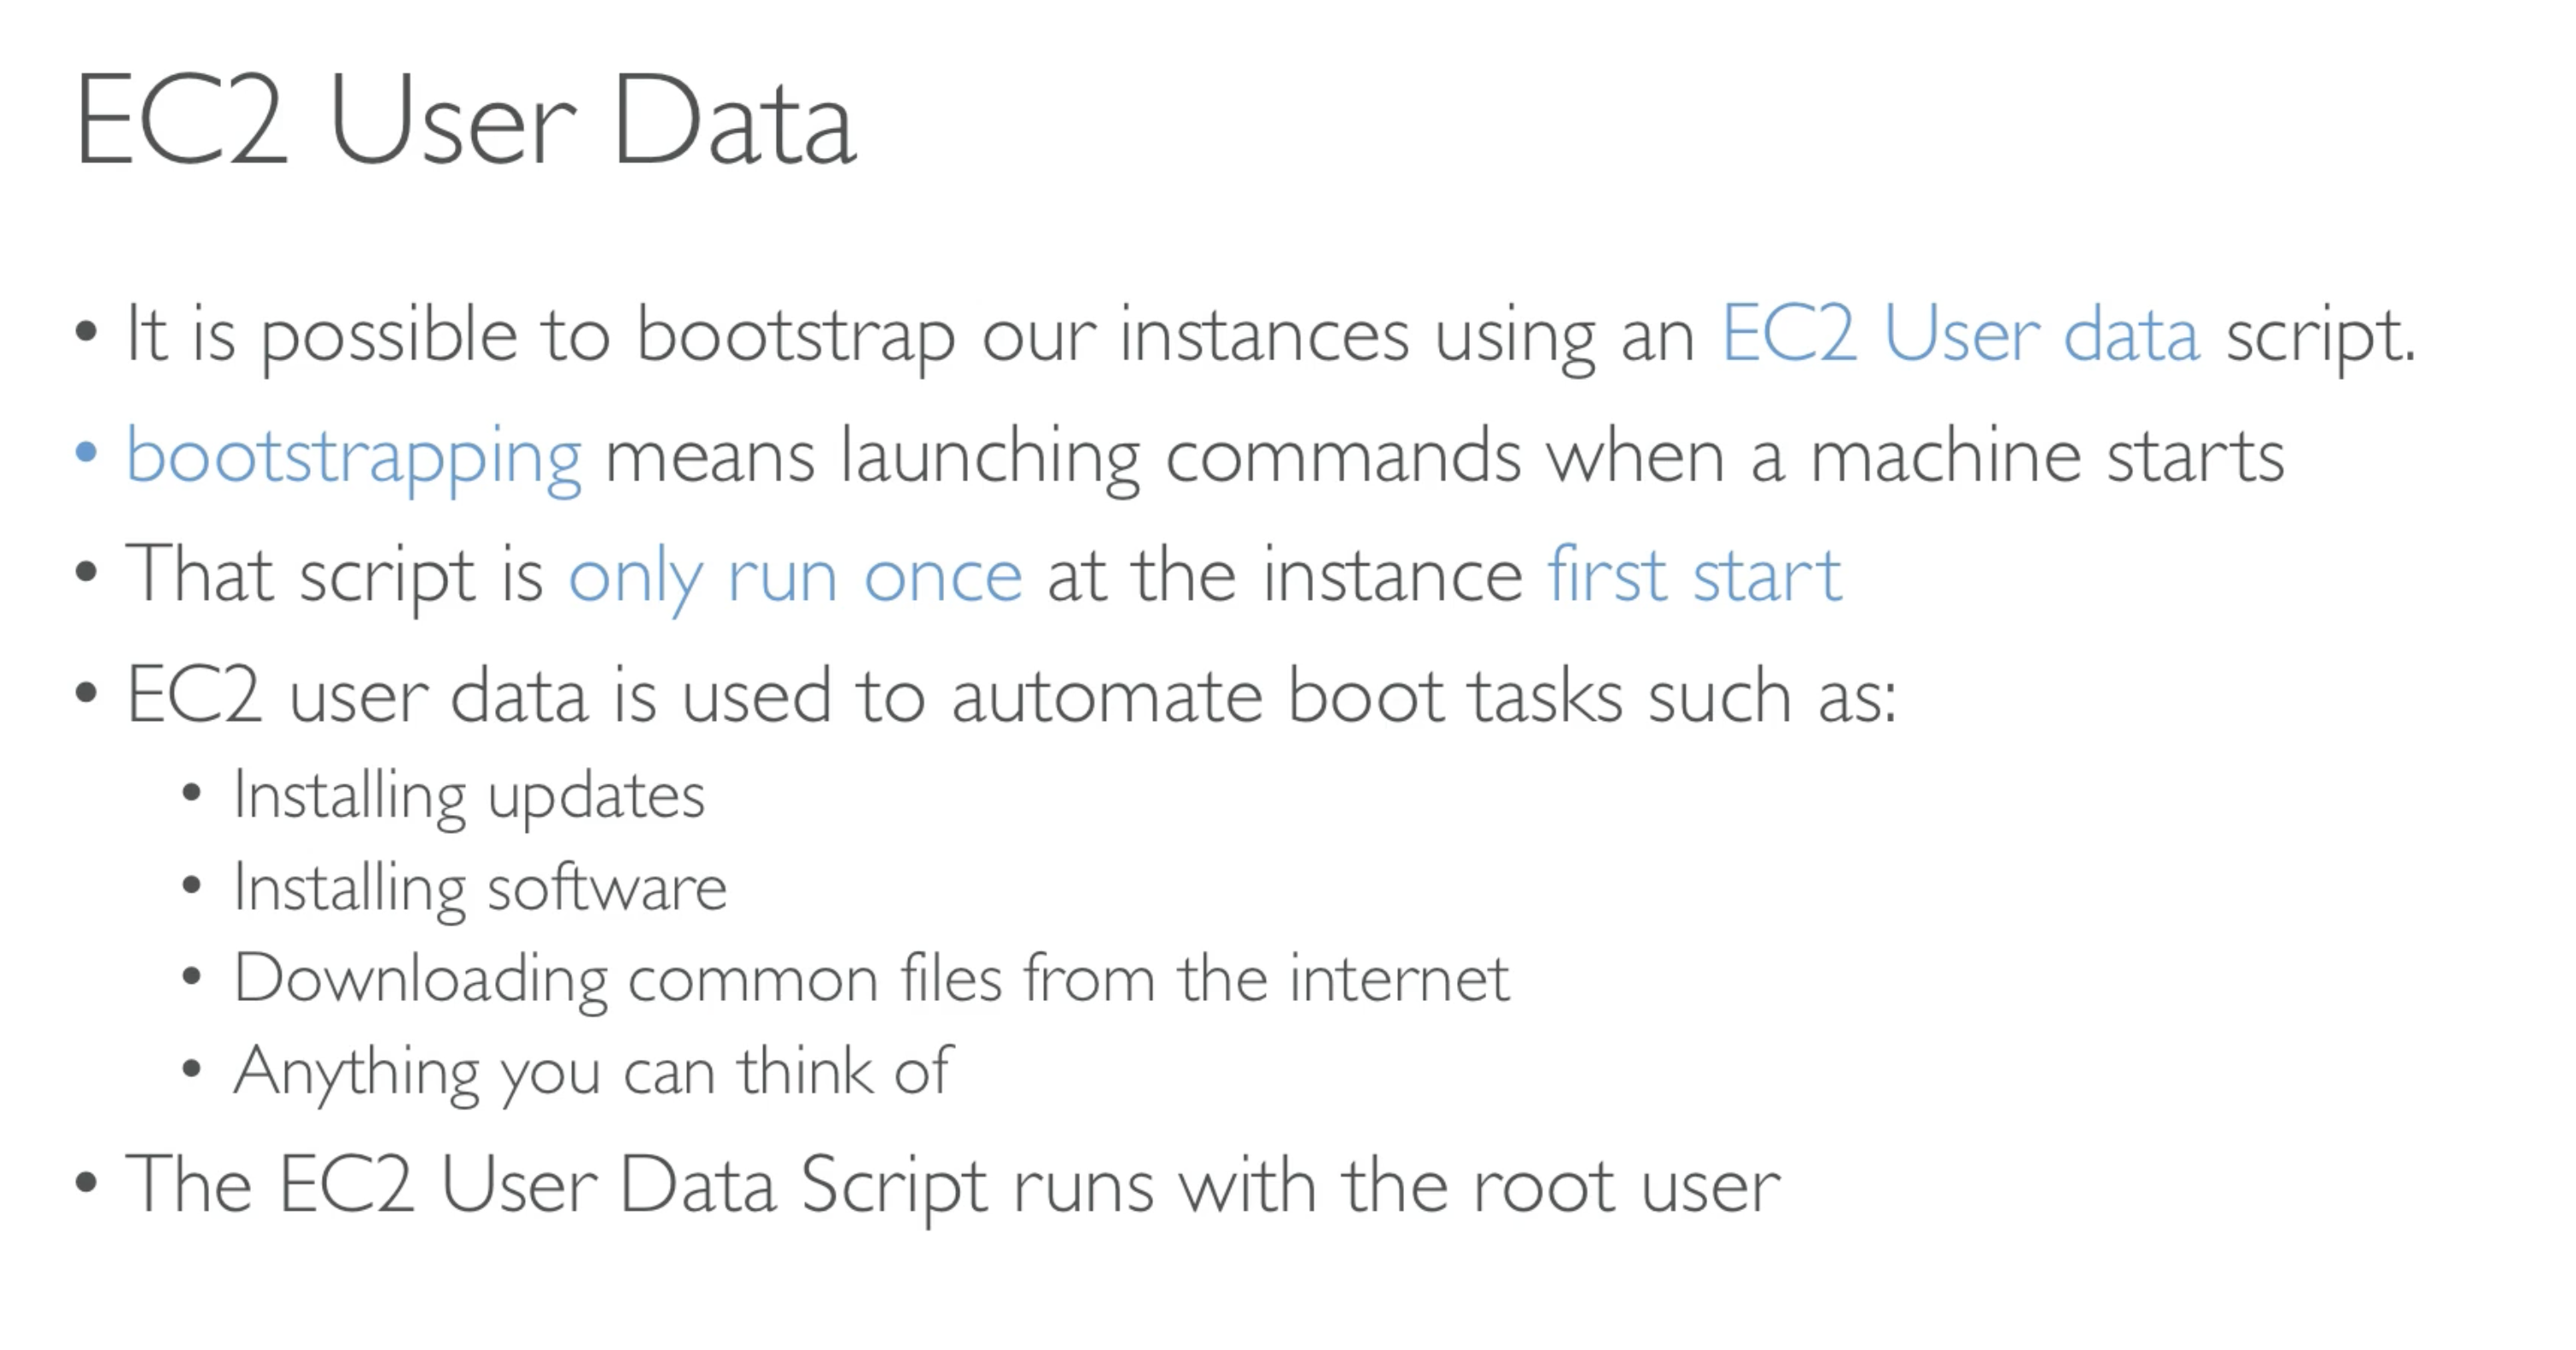 EC2 User Data
• It is possible to bootstrap our instances using an EC2 User data script.
• bootstrapping means launching commands when a machine starts
• That script is only run once at the instance first start
• EC2 user data is used to automate boot tasks such as:
• Installing updates
• Installing software
• Downloading common files from the internet
• Anything you can think of
• The EC2 User Data Script runs with the root user